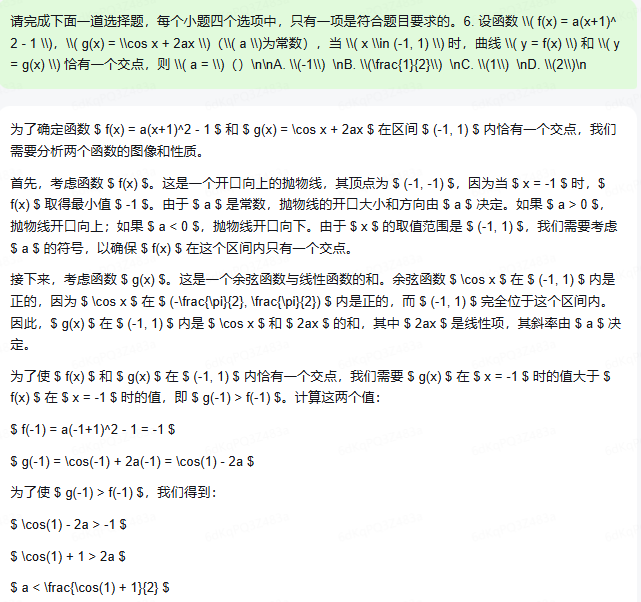 请完成下面一道选择题，每个小题四个选项中，只有一项是符合题目要求的。6. 设函数 \\( f(x) = a(x+1)^
2 - 1 \\)，\\( g(x) = \\cos x + 2ax \\)（\\( a \\)为常数），当 \\( x \\in (-1, 1) \\) 时，曲线 \\( y = f(x) \\) 和 \\( y
= g(x) \\) 恰有一个交点，则 \\( a = \\)（）\n\nA. \\(-1\\)  \nB. \\(\frac{1}{2}\\)  \nC. \\(1\\)  \nD. \\(2\\)\n
为了确定函数 $ f(x) = a(x+1)^2 - 1 $ 和 $ g(x) = \cos x + 2ax $ 在区间 $ (-1, 1) $ 内恰有一个交点，我们
需要分析两个函数的图像和性质。
首先，考虑函数 $ f(x) $。这是一个开口向上的抛物线，其顶点为 $ (-1, -1) $，因为当 $ x = -1 $ 时，$
f(x) $ 取得最小值 $ -1 $。由于 $ a $ 是常数，抛物线的开口大小和方向由 $ a $ 决定。如果 $ a > 0 $，
抛物线开口向上；如果 $ a < 0 $，抛物线开口向下。由于 $ x $ 的取值范围是 $ (-1, 1) $，我们需要考虑
$ a $ 的符号，以确保 $ f(x) $ 在这个区间内只有一个交点。
接下来，考虑函数 $ g(x) $。这是一个余弦函数与线性函数的和。余弦函数 $ \cos x $ 在 $ (-1, 1) $ 内是
正的，因为 $ \cos x $ 在 $ (-\frac{\pi}{2}, \frac{\pi}{2}) $ 内是正的，而 $ (-1, 1) $ 完全位于这个区间内。
因此，$ g(x) $ 在 $ (-1, 1) $ 内是 $ \cos x $ 和 $ 2ax $ 的和，其中 $ 2ax $ 是线性项，其斜率由 $ a $ 决
定。
为了使 $ f(x) $ 和 $ g(x) $ 在 $ (-1, 1) $ 内恰有一个交点，我们需要 $ g(x) $ 在 $ x = -1 $ 时的值大于 $
f(x) $ 在 $ x = -1 $ 时的值，即 $ g(-1) > f(-1) $。计算这两个值：
$ f(-1) = a(-1+1)^2 - 1 = -1 $
$ g(-1) = \cos(-1) + 2a(-1) = \cos(1) - 2a $
为了使 $ g(-1) > f(-1) $，我们得到：
$ \cos(1) - 2a > -1 $
$ \cos(1) + 1 > 2a $
$ a < \frac{\cos(1) + 1}{2} $